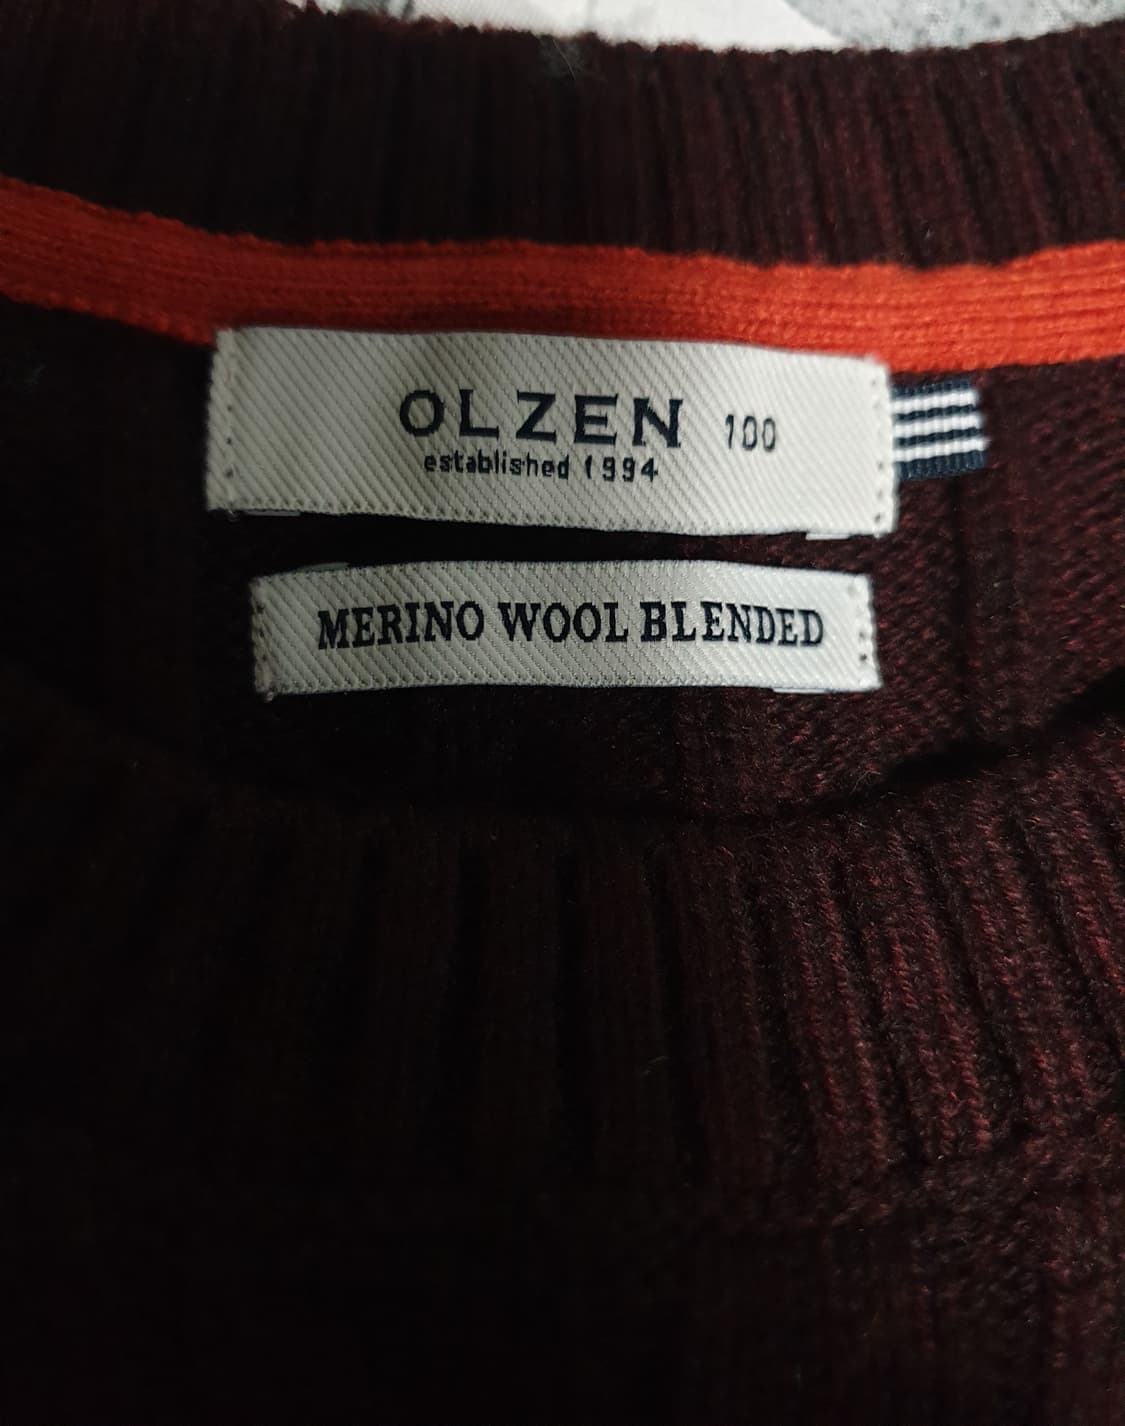 OLZEN 100
established 1994
MERINO WOOL BLENDED